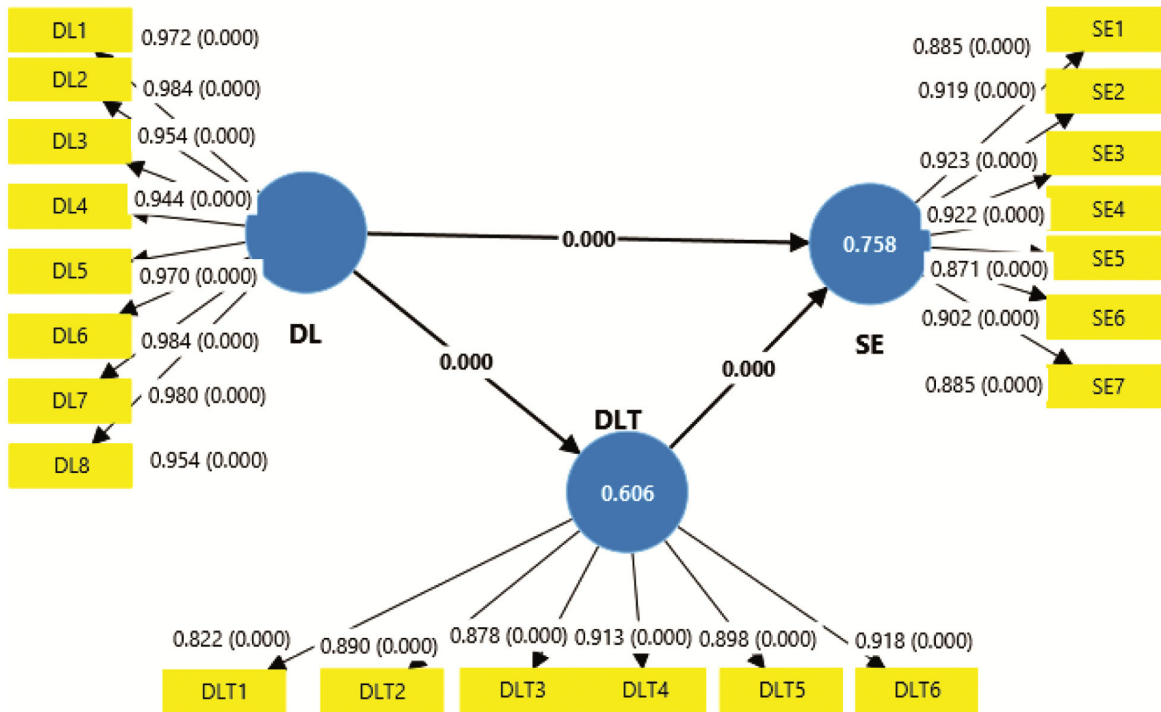 DL1 0.972 (0.000)
DL2 0.984 (0.000)
DL3 0.954 (0.000)
DL4 0.944 (0.000)
DL5 0.970 (0.000)
DL6 0.984 (0.000)
DL7 0.980 (0.000)
DL8 0.954 (0.000)
DL
0.000
0.000
0.000
0.758
SE
0.885 (0.000) SE1
0.919 (0.000) SE2
0.923 (0.000) SE3
0.922 (0.000) SE4
0.871 (0.000) SE5
0.902 (0.000) SE6
0.885 (0.000) SE7
DLT
0.606
0.822 (0.000)
0.890 (0.000)
0.878 (0.000)
0.913 (0.000)
0.898 (0.000)
0.918 (0.000)
DLT1
DLT2
DLT3
DLT4
DLT5
DLT6